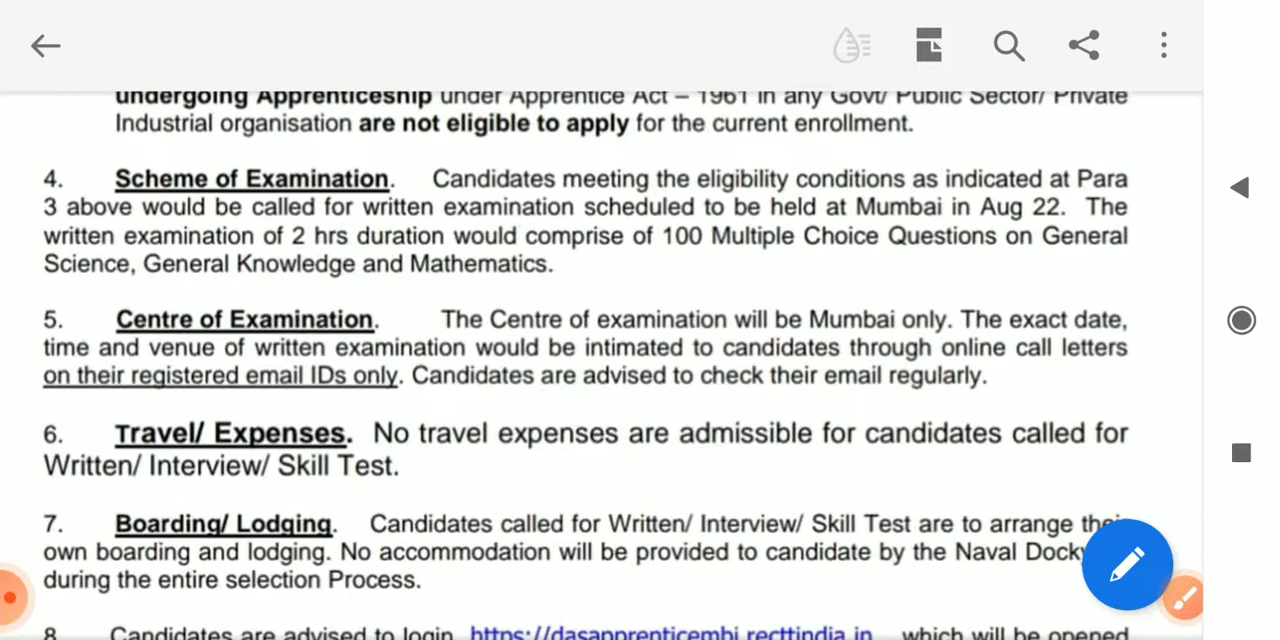 undergoing Apprenticeship under Apprentice Act – 1961 in any Govt/ Public Sector/ Private
Industrial organisation are not eligible to apply for the current enrollment.
4. Scheme of Examination. Candidates meeting the eligibility conditions as indicated at Para
3 above would be called for written examination scheduled to be held at Mumbai in Aug 22. The
written examination of 2 hrs duration would comprise of 100 Multiple Choice Questions on General
Science, General Knowledge and Mathematics.
5. Centre of Examination. The Centre of examination will be Mumbai only. The exact date,
time and venue of written examination would be intimated to candidates through online call letters
on their registered email IDs only. Candidates are advised to check their email regularly.
6. Travel/ Expenses. No travel expenses are admissible for candidates called for
Written/ Interview/ Skill Test.
7. Boarding/ Lodging. Candidates called for Written/ Interview/ Skill Test are to arrange their
own boarding and lodging. No accommodation will be provided to candidate by the Naval
during the entire selection Process.
8. Candidates are advised to login https://dasapprenticembi.recttindia.in which will be opened